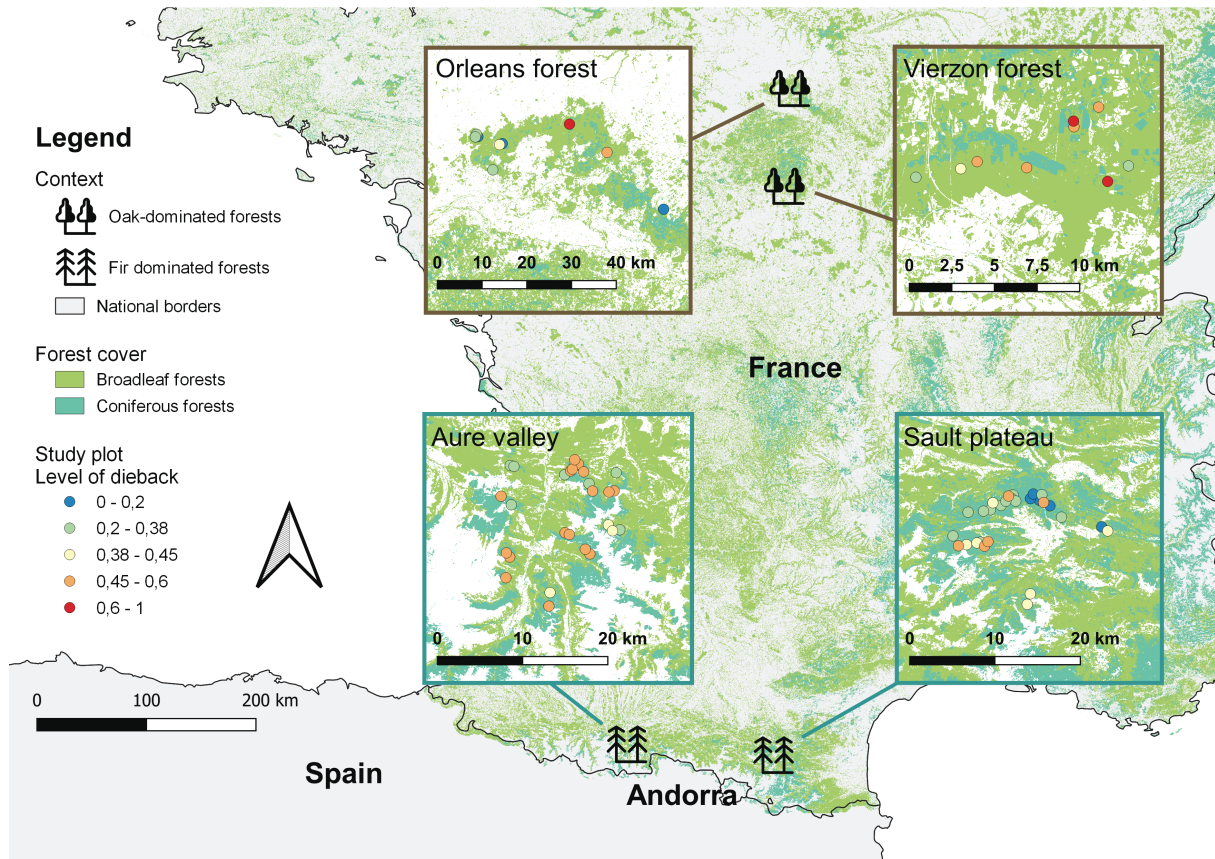 Legend
Context
Oak-dominated forests
Fir dominated forests
National borders
Forest cover
Broadleaf forests
Coniferous forests
Study plot
Level of dieback
0 - 0,2
0,2 - 0,38
0,38 - 0,45
0,45 - 0,6
0,6 - 1
0 100 200 km
Orleans forest
0 10 20 30 40 km
Vierzon forest
0 2,5 5 7,5 10 km
France
Aure valley
0 10 20 km
Sault plateau
0 10 20 km
Spain
Andorra